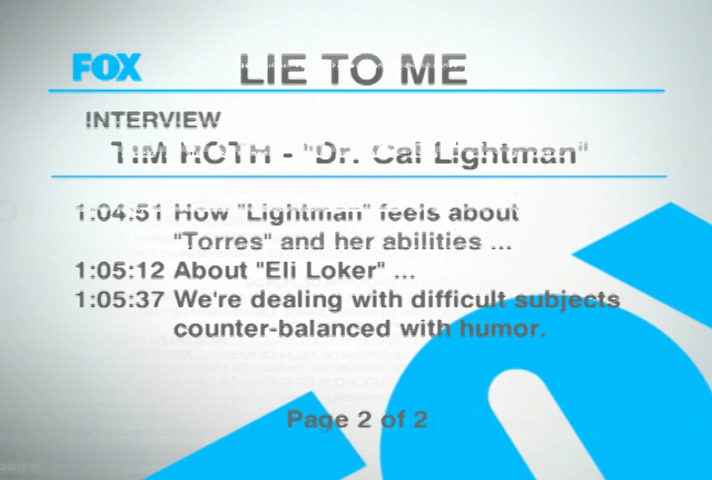 FOX LIE TO ME
INTERVIEW
TIM ROTH - "Dr. Cal Lightman"
1:04:51 How "Lightman" feels about
"Torres" and her abilities ...
1:05:12 About "Eli Loker" ...
1:05:37 We're dealing with difficult subjects
counter-balanced with humor.
Page 2 of 2